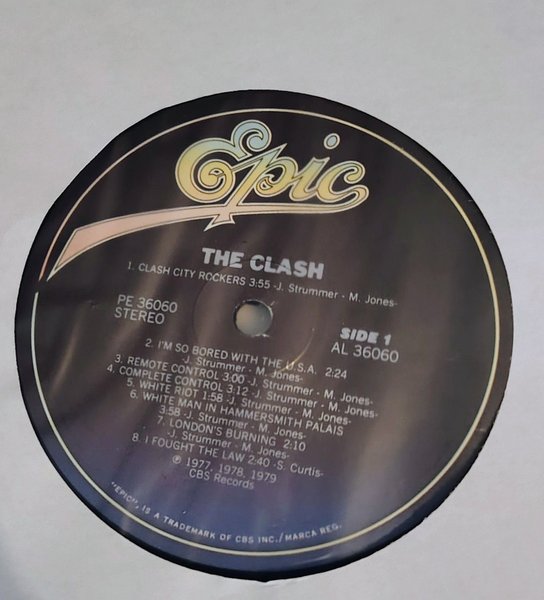 Epic
THE CLASH
1. CLASH CITY ROCKERS 3:55 -J. Strummer - M. Jones-
PE 36060
STEREO
SIDE 1
AL 36060
2. I'M SO BORED WITH THE U.S.A. 2:24
-J. Strummer - M. Jones-
3. REMOTE CONTROL 3:00 -J. Strummer - M. Jones-
4. COMPLETE CONTROL 3:12 -J. Strummer - M. Jones-
5. WHITE RIOT 1:58 -J. Strummer - M. Jones-
6. WHITE MAN IN HAMMERSMITH PALAIS
3:58 -J. Strummer - M. Jones-
7. LONDON'S BURNING 2:10
-J. Strummer - M. Jones-
8. I FOUGHT THE LAW 2:40 -S. Curtis-
℗ 1977, 1978, 1979
CBS Records
"EPIC", IS A TRADEMARK OF CBS INC./MARCA REG.